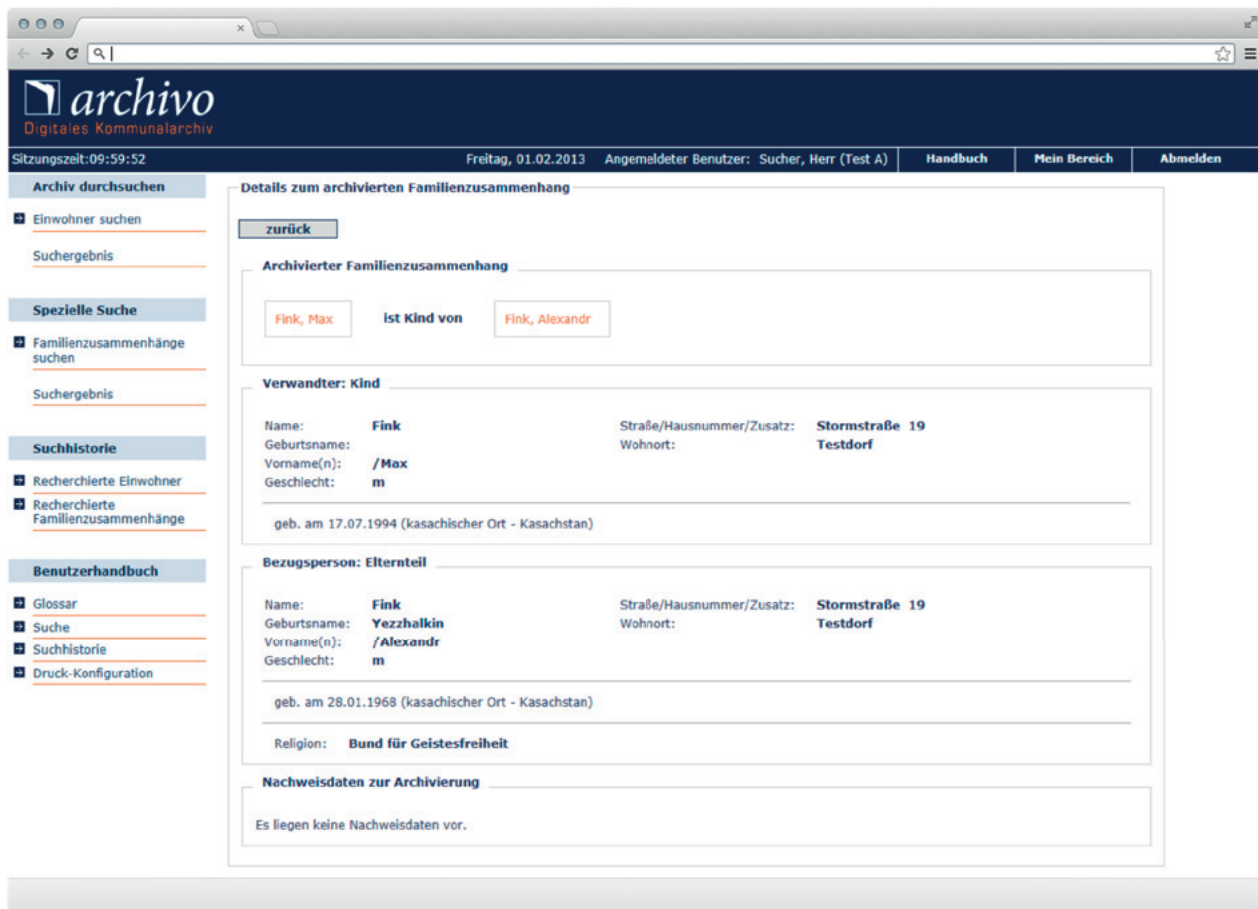 archivo
Digitales Kommunalarchiv
Sitzungszeit:09:59:52 Freitag, 01.02.2013 Angemeldeter Benutzer: Sucher, Herr (Test A) Handbuch Mein Bereich Abmelden
Archiv durchsuchen
Einwohner suchen
Suchergebnis
Spezielle Suche
Familienzusammenhänge
suchen
Suchergebnis
Suchhistorie
Recherchierte Einwohner
Recherchierte
Familienzusammenhänge
Benutzerhandbuch
Glossar
Suche
Suchhistorie
Druck-Konfiguration
Details zum archivierten Familienzusammenhang
zurück
Archivierter Familienzusammenhang
Fink, Max ist Kind von Fink, Alexandr
Verwandter: Kind
Name: Fink Straße/Hausnummer/Zusatz: Stormstraße 19
Geburtsname: Wohnort: Testdorf
Vorname(n): /Max
Geschlecht: m
geb. am 17.07.1994 (kasachischer Ort - Kasachstan)
Bezugsperson: Elternteil
Name: Fink Straße/Hausnummer/Zusatz: Stormstraße 19
Geburtsname: Yezzhalkin Wohnort: Testdorf
Vorname(n): /Alexandr
Geschlecht: m
geb. am 28.01.1968 (kasachischer Ort - Kasachstan)
Religion: Bund für Geistesfreiheit
Nachweisdaten zur Archivierung
Es liegen keine Nachweisdaten vor.